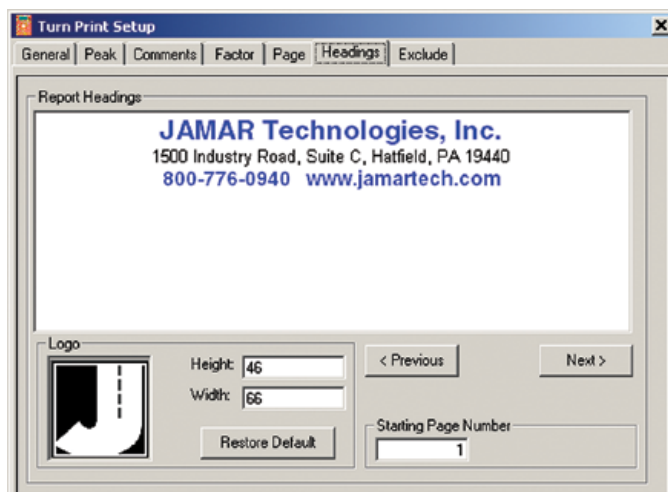 Turn Print Setup
General Peak Comments Factor Page Headings Exclude
Report Headings
JAMAR Technologies, Inc.
1500 Industry Road, Suite C, Hatfield, PA 19440
800-776-0940 www.jamartech.com
Logo
Height: 46
Width: 66
Restore Default
< Previous
Next >
Starting Page Number
1